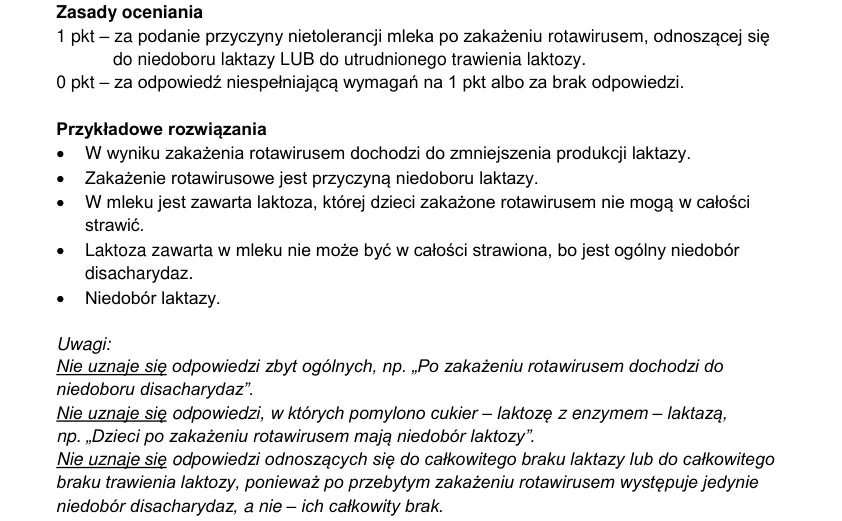 Zasady oceniania
1 pkt – za podanie przyczyny nietolerancji mleka po zakażeniu rotawirusem, odnoszącej się
do niedoboru laktazy LUB do utrudnionego trawienia laktozy.
0 pkt – za odpowiedź niespełniającą wymagań na 1 pkt albo za brak odpowiedzi.
Przykładowe rozwiązania
• W wyniku zakażenia rotawirusem dochodzi do zmniejszenia produkcji laktazy.
• Zakażenie rotawirusowe jest przyczyną niedoboru laktazy.
• W mleku jest zawarta laktoza, której dzieci zakażone rotawirusem nie mogą w całości
strawić.
• Laktoza zawarta w mleku nie może być w całości strawiona, bo jest ogólny niedobór
disacharydaz.
• Niedobór laktazy.
Uwagi:
Nie uznaje się odpowiedzi zbyt ogólnych, np. „Po zakażeniu rotawirusem dochodzi do
niedoboru disacharydaz”.
Nie uznaje się odpowiedzi, w których pomylono cukier – laktozę z enzymem – laktazą,
np. „Dzieci po zakażeniu rotawirusem mają niedobór laktozy”.
Nie uznaje się odpowiedzi odnoszących się do całkowitego braku laktazy lub do całkowitego
braku trawienia laktozy, ponieważ po przebytym zakażeniu rotawirusem występuje jedynie
niedobór disacharydaz, a nie – ich całkowity brak.